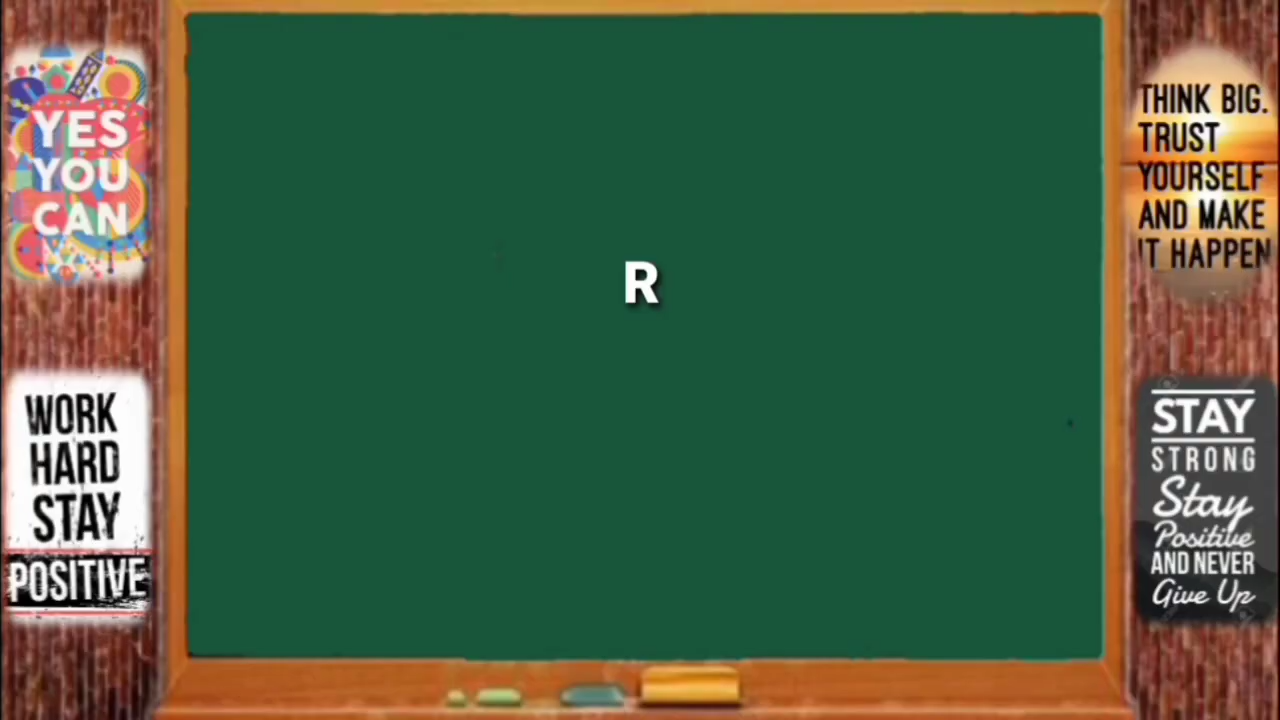 YES
YOU
CAN
WORK
HARD
STAY
POSITIVE
R
THINK BIG.
TRUST
YOURSELF
AND MAKE
IT HAPPEN
STAY
STRONG
Stay
Positive
AND NEVER
Give Up